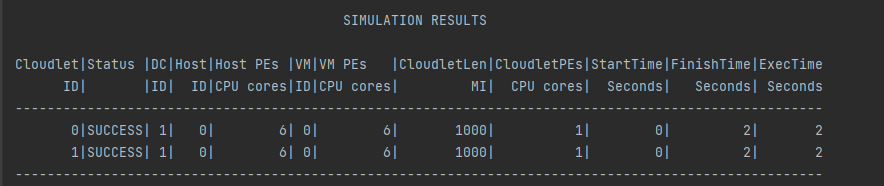 SIMULATION RESULTS
Cloudlet|Status |DC|Host|Host PEs |VM|VM PEs   |CloudletLen|CloudletPEs|StartTime|FinishTime|ExecTime
      ID|       |ID|  ID|CPU cores|ID|CPU cores|         MI|  CPU cores|  Seconds|   Seconds| Seconds
-----------------------------------------------------------------------------------------------------
       0|SUCCESS| 1|   0|        6| 0|        6|       1000|          1|        0|         2|       2
       1|SUCCESS| 1|   0|        6| 0|        6|       1000|          1|        0|         2|       2
-----------------------------------------------------------------------------------------------------